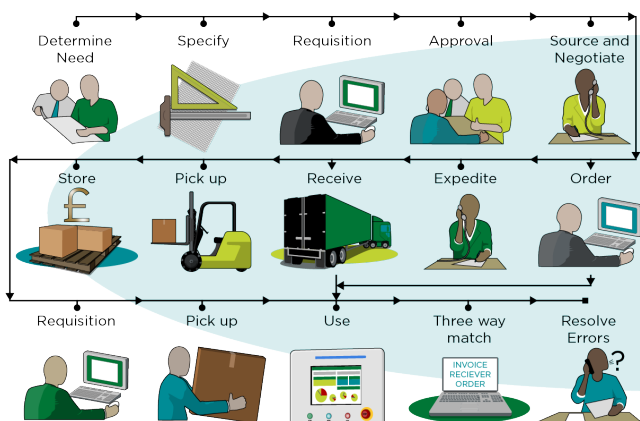 Determine
Need
Specify
Requisition
Approval
Source and
Negotiate
Store
Pick up
Receive
Expedite
Order
£
Requisition
Pick up
Use
Three way
match
Resolve
Errors
INVOICE
RECIEVER
ORDER
?